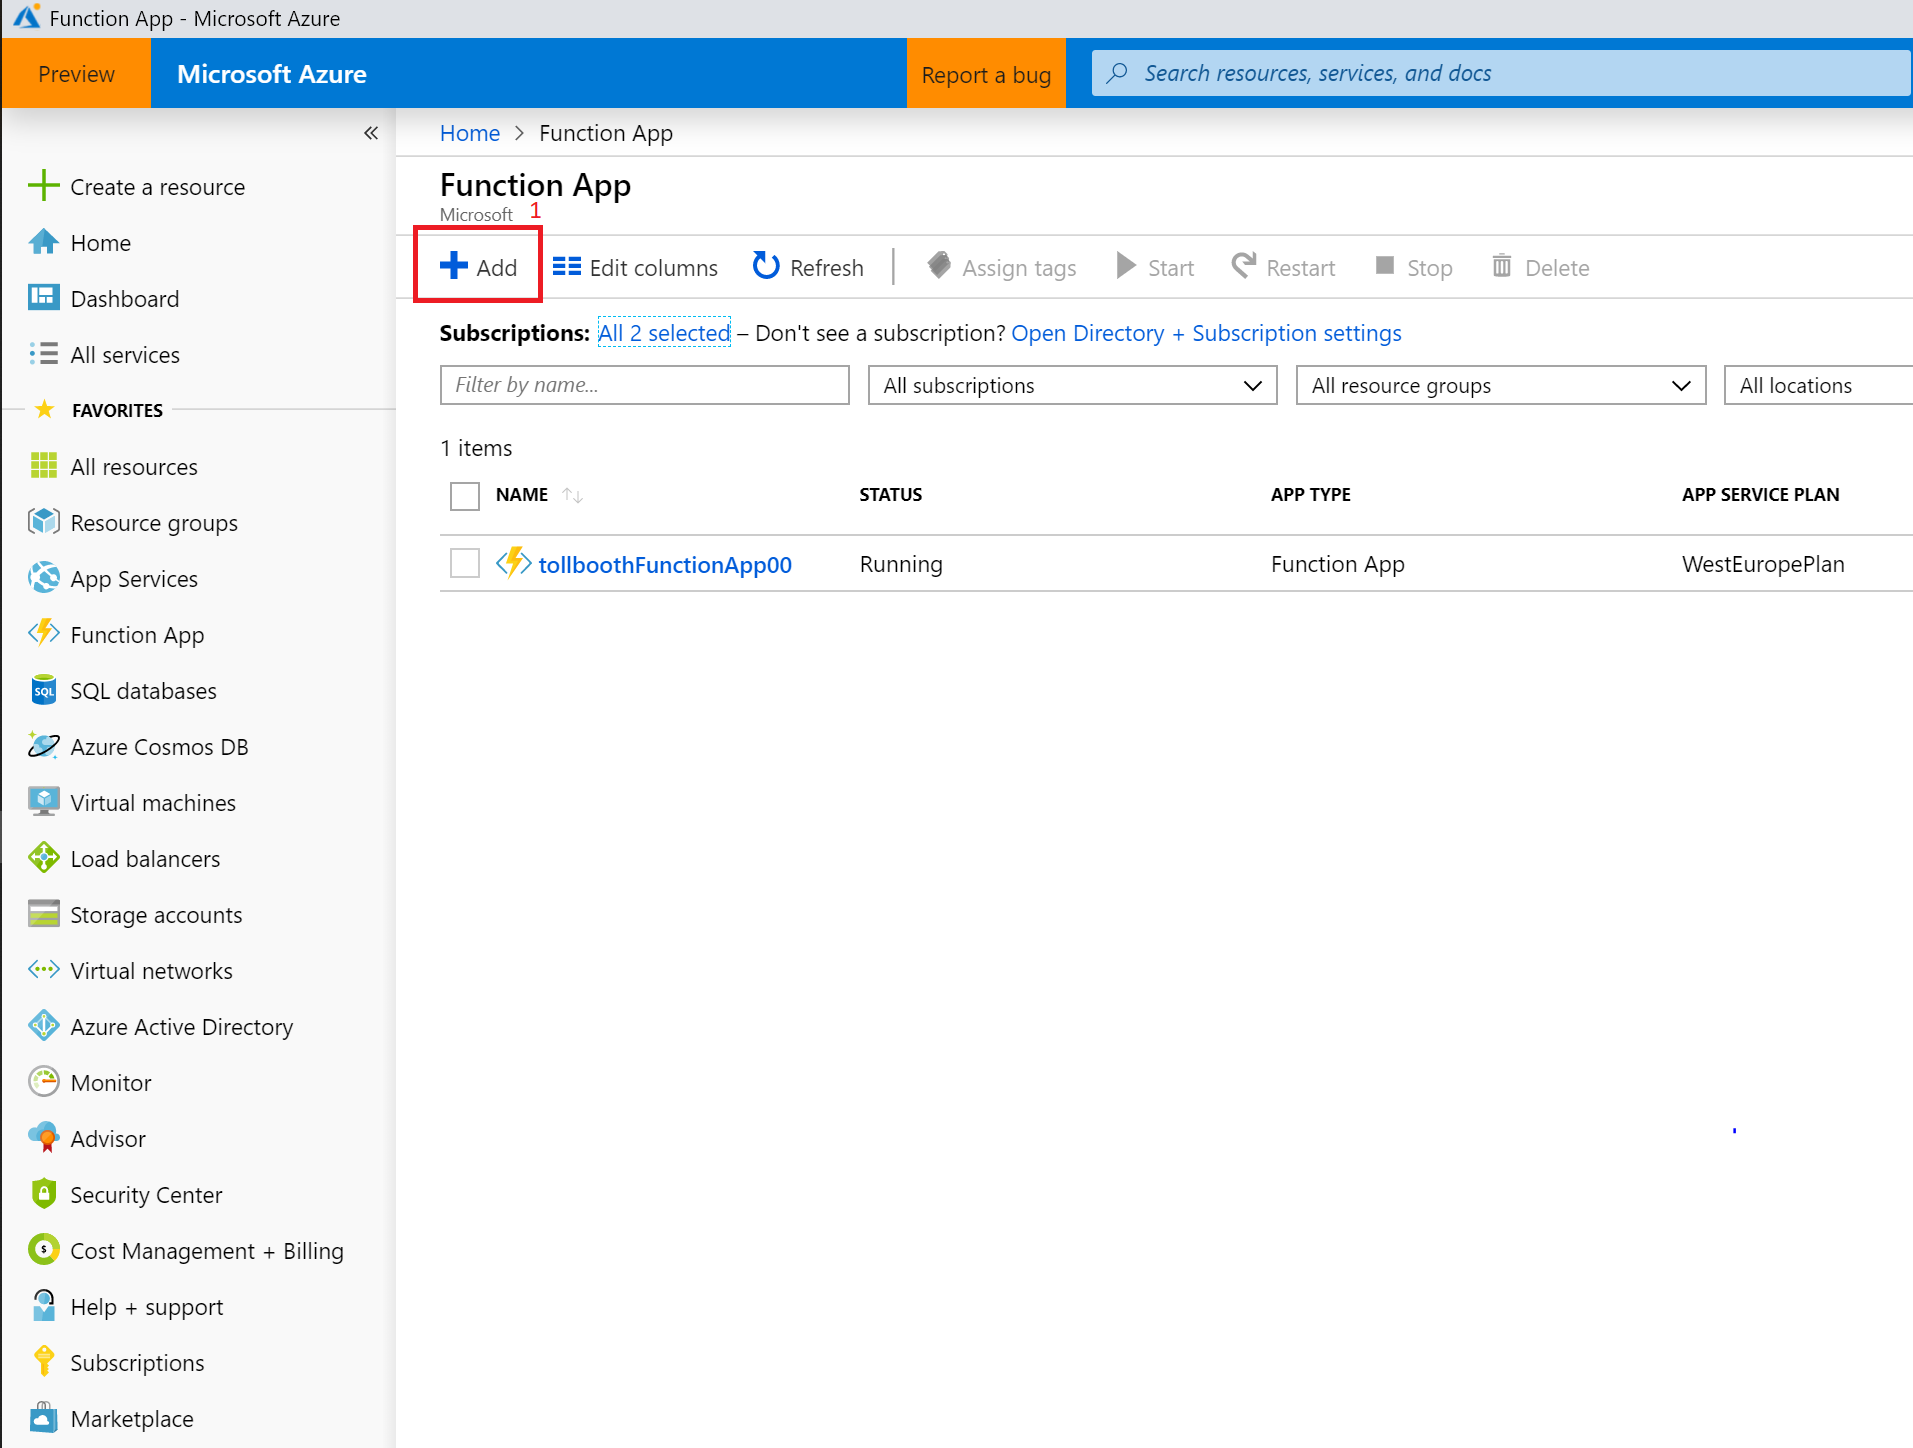 Function App - Microsoft Azure
Preview
Microsoft Azure
Report a bug
Search resources, services, and docs
«
Create a resource
Home
Dashboard
All services
FAVORITES
All resources
Resource groups
App Services
Function App
SQL
SQL databases
Azure Cosmos DB
Virtual machines
Load balancers
Storage accounts
Virtual networks
Azure Active Directory
Monitor
Advisor
Security Center
$
Cost Management + Billing
Help + support
Subscriptions
Marketplace
Home > Function App
Function App
Microsoft 1
Add Edit columns Refresh Assign tags Start Restart Stop Delete
Subscriptions: All 2 selected – Don't see a subscription? Open Directory + Subscription settings
Filter by name... All subscriptions All resource groups All locations
1 items
NAME STATUS APP TYPE APP SERVICE PLAN
tollboothFunctionApp00 Running Function App WestEuropePlan